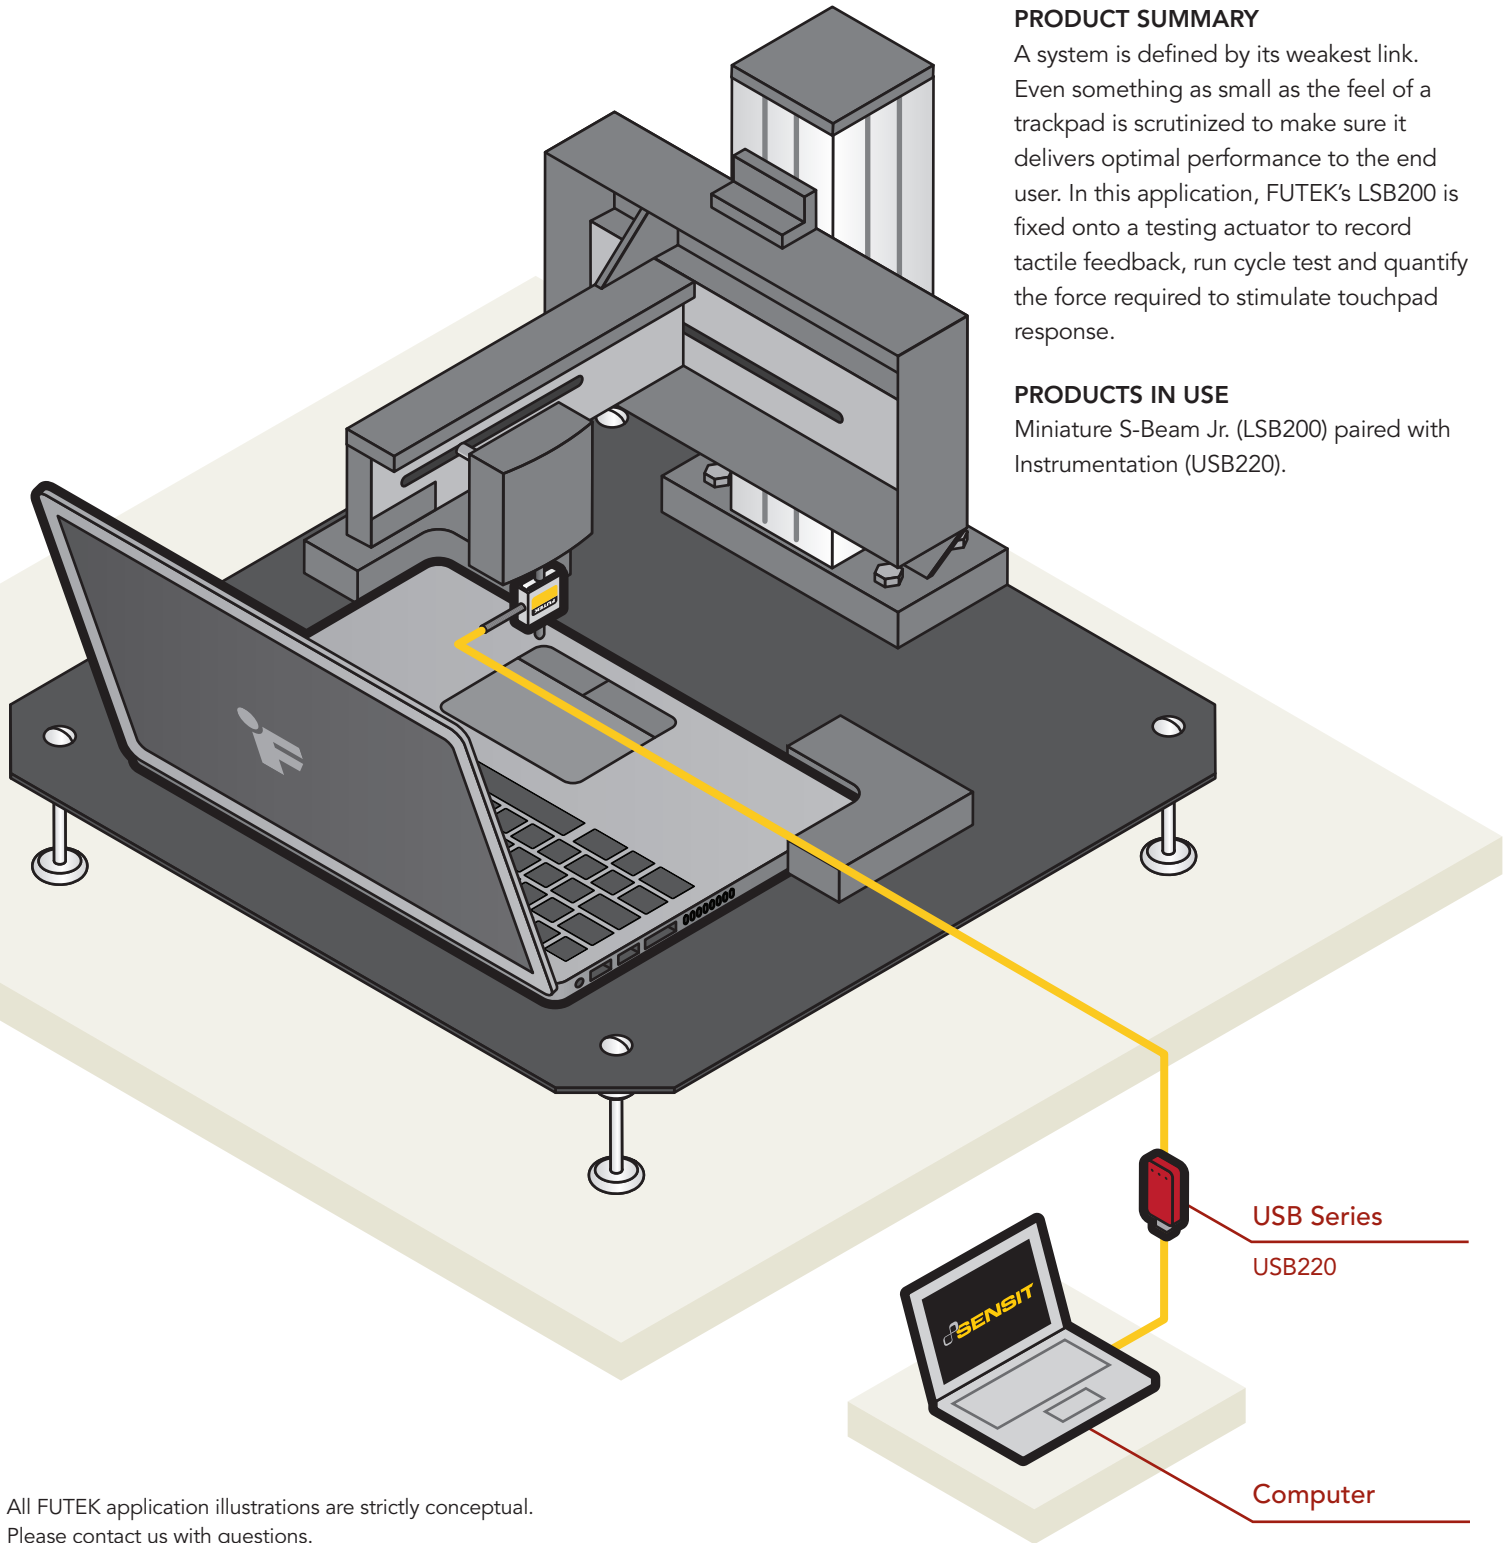 PRODUCT SUMMARY
A system is defined by its weakest link.
Even something as small as the feel of a
trackpad is scrutinized to make sure it
delivers optimal performance to the end
user. In this application, FUTEK’s LSB200 is
fixed onto a testing actuator to record
tactile feedback, run cycle test and quantify
the force required to stimulate touchpad
response.
PRODUCTS IN USE
Miniature S-Beam Jr. (LSB200) paired with
Instrumentation (USB220).
FUTEK
USB Series
USB220
SENSIT
Computer
All FUTEK application illustrations are strictly conceptual.
Please contact us with questions.